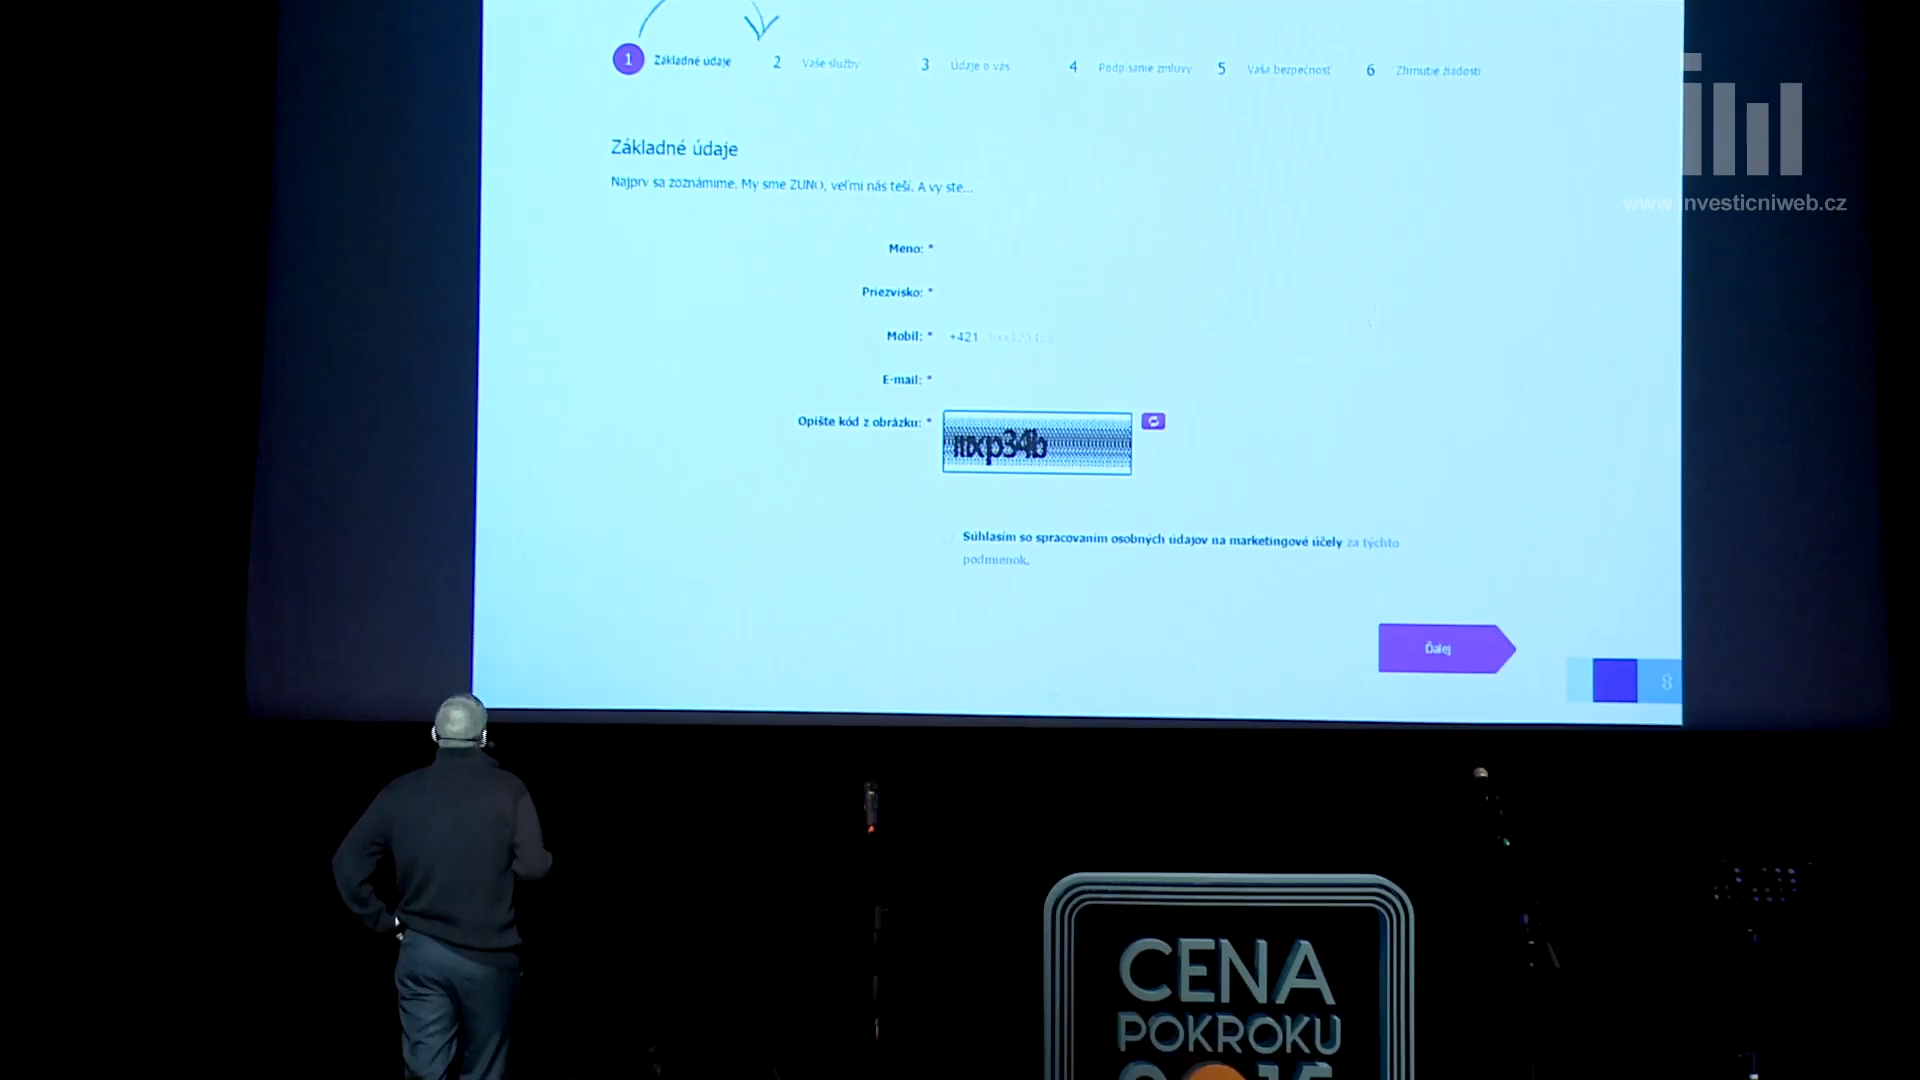 1 Základné údaje 2 Vaše služby 3 Údaje o vás 4 Podpísanie zmluvy 5 Vaša bezpečnosť 6 Zhrnutie žiadosti
www.investicniweb.cz
Základné údaje
Najprv sa zoznámime. My sme ZUNO, veľmi nás teší. A vy ste...
Meno: *
Priezvisko: *
Mobil: * +421
E-mail: *
Opíšte kód z obrázku: *
mxp34b
Súhlasím so spracovaním osobných údajov na marketingové účely za týchto
podmienok.
Ďalej
8
CENA
POKROKU